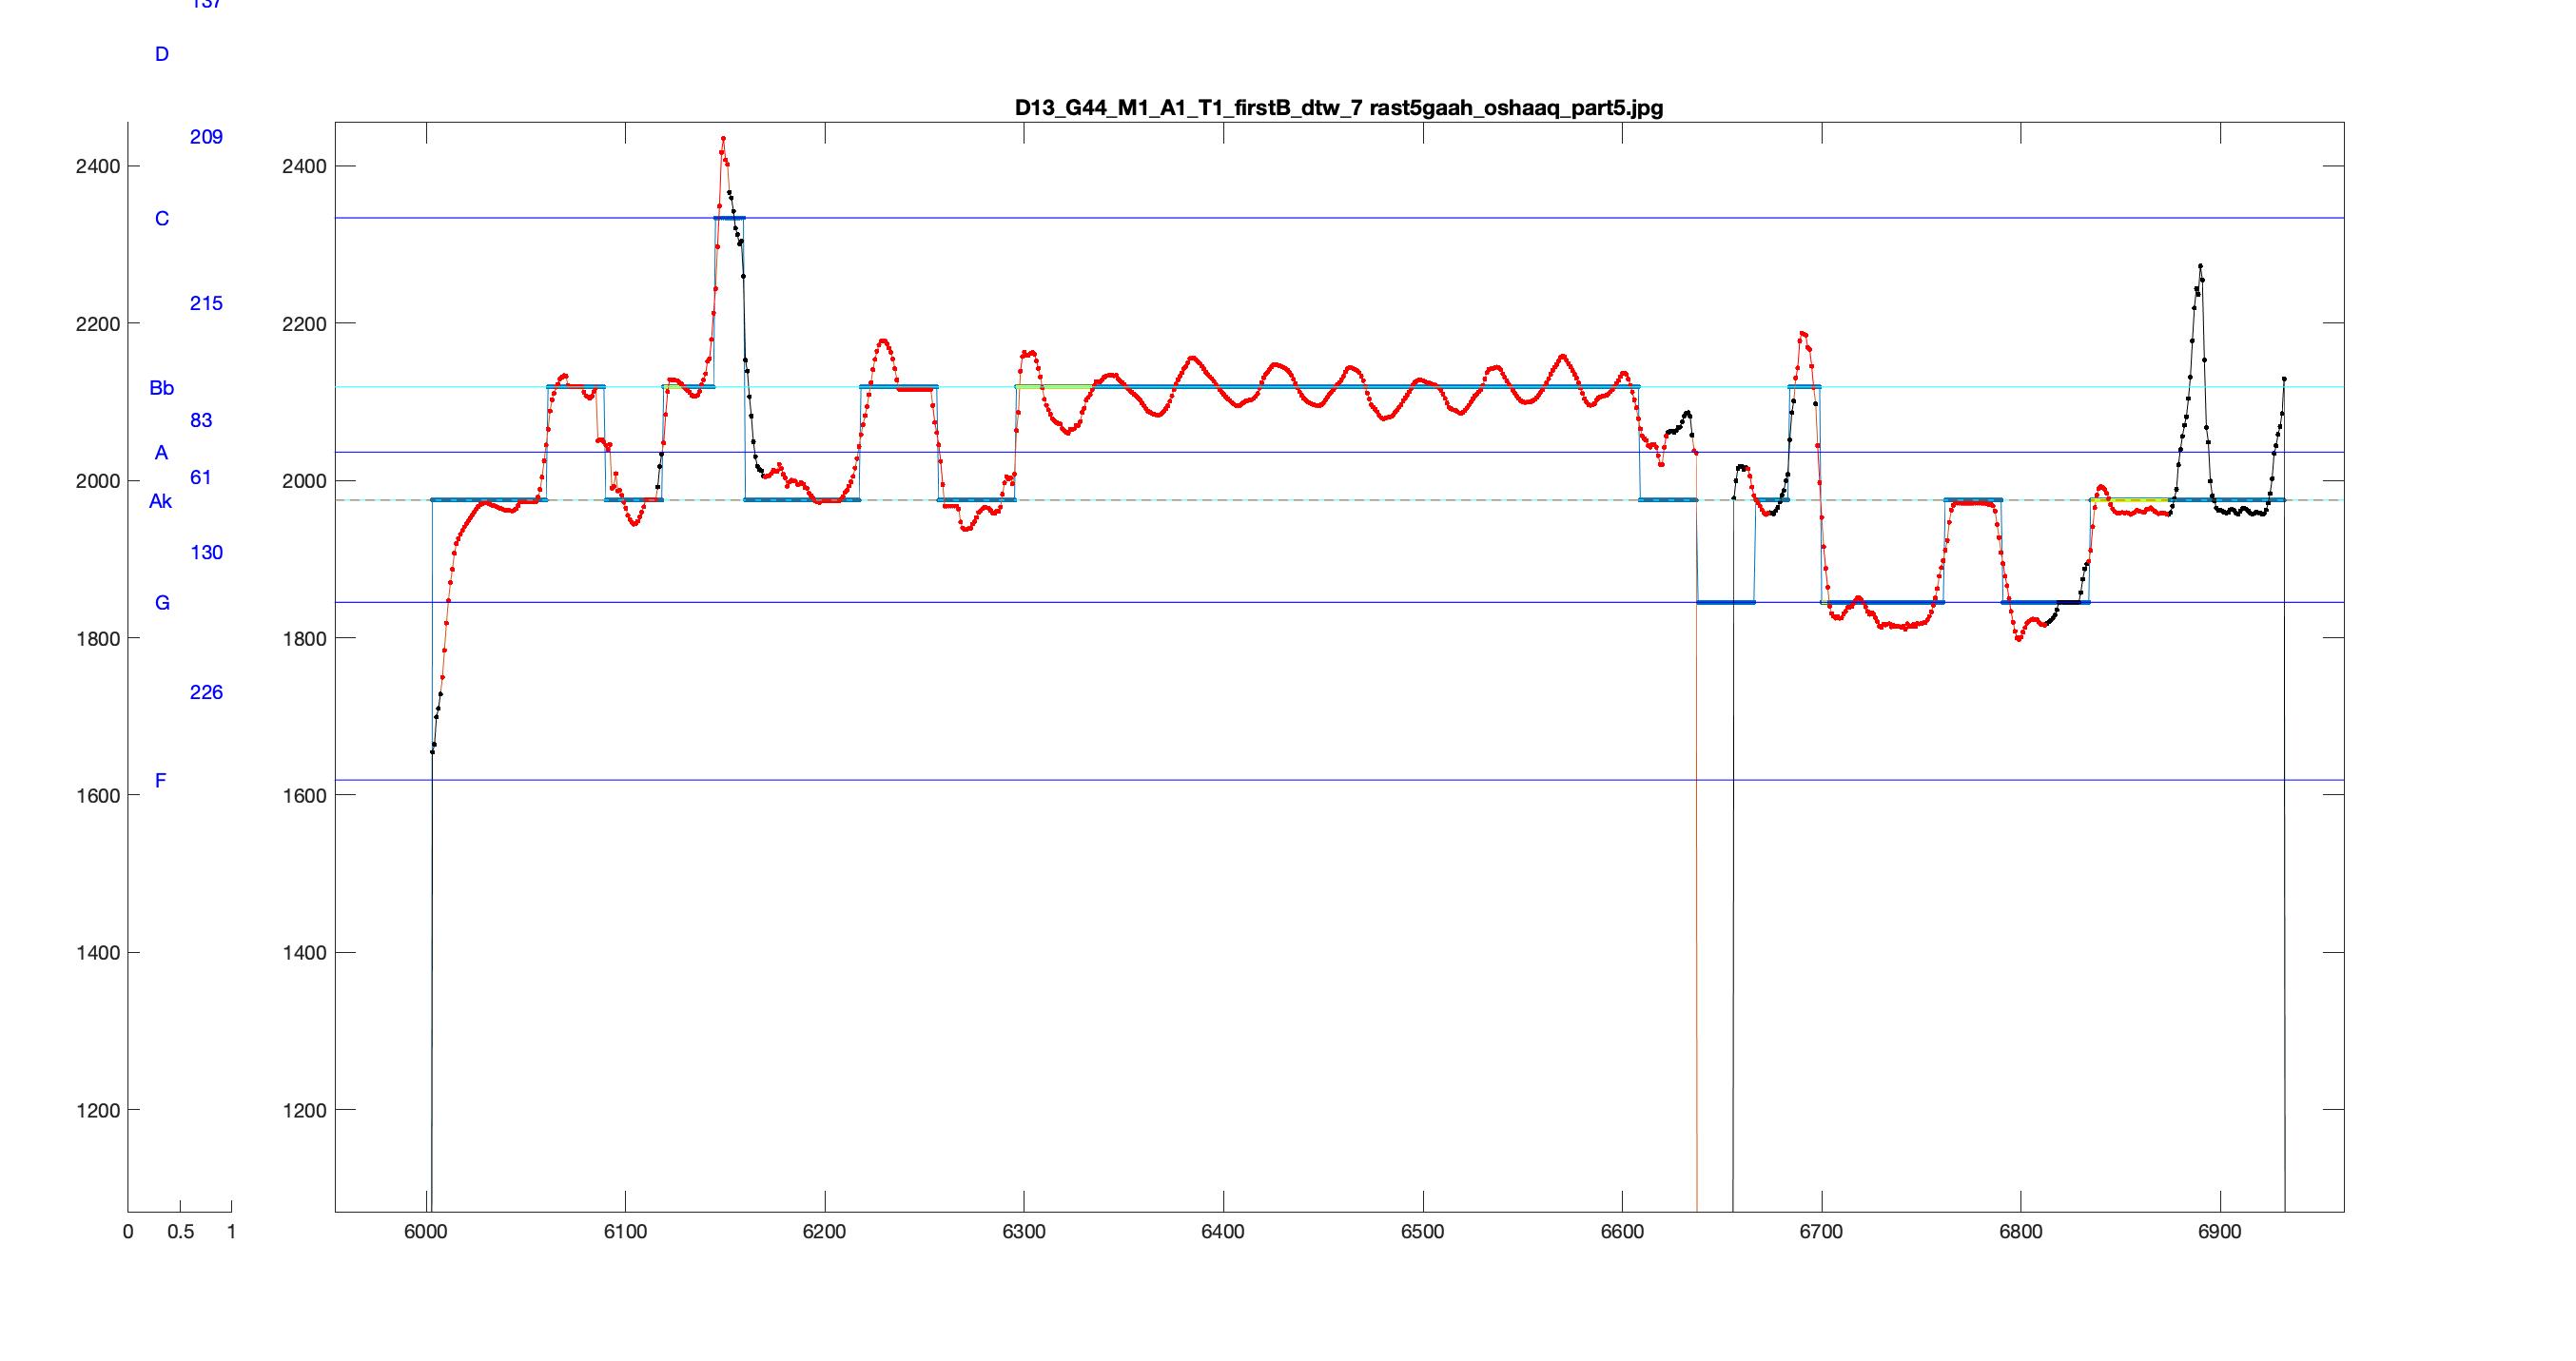 137
D
D13_G44_M1_A1_T1_firstB_dtw_7 rast5gaah_oshaaq_part5.jpg
209
2400 2400
C
215
2200 2200
Bb
83
A
61
2000 2000
Ak
130
G
1800 1800
226
F
1600 1600
1400 1400
1200 1200
0 0.5 1 6000 6100 6200 6300 6400 6500 6600 6700 6800 6900